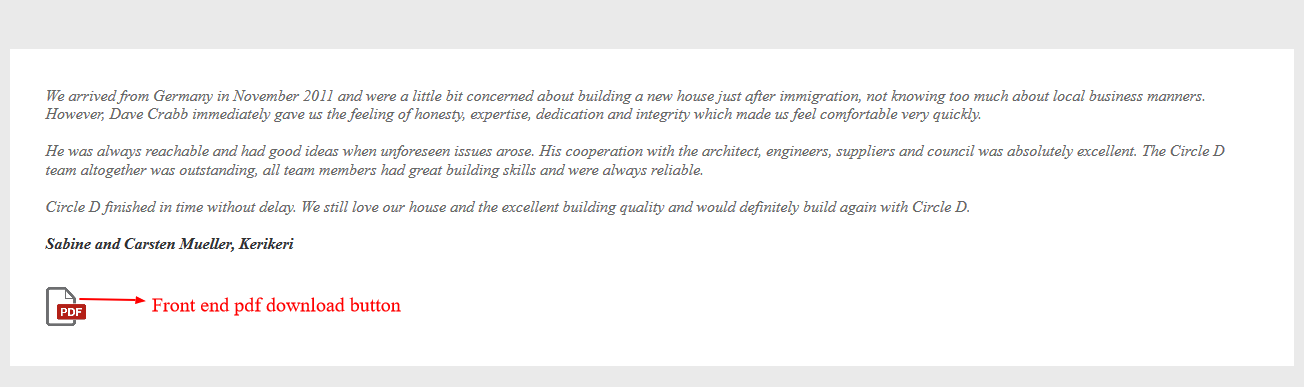 We arrived from Germany in November 2011 and were a little bit concerned about building a new house just after immigration, not knowing too much about local business manners.
However, Dave Crabb immediately gave us the feeling of honesty, expertise, dedication and integrity which made us feel comfortable very quickly.
He was always reachable and had good ideas when unforeseen issues arose. His cooperation with the architect, engineers, suppliers and council was absolutely excellent. The Circle D
team altogether was outstanding, all team members had great building skills and were always reliable.
Circle D finished in time without delay. We still love our house and the excellent building quality and would definitely build again with Circle D.
Sabine and Carsten Mueller, Kerikeri
PDF
Front end pdf download button